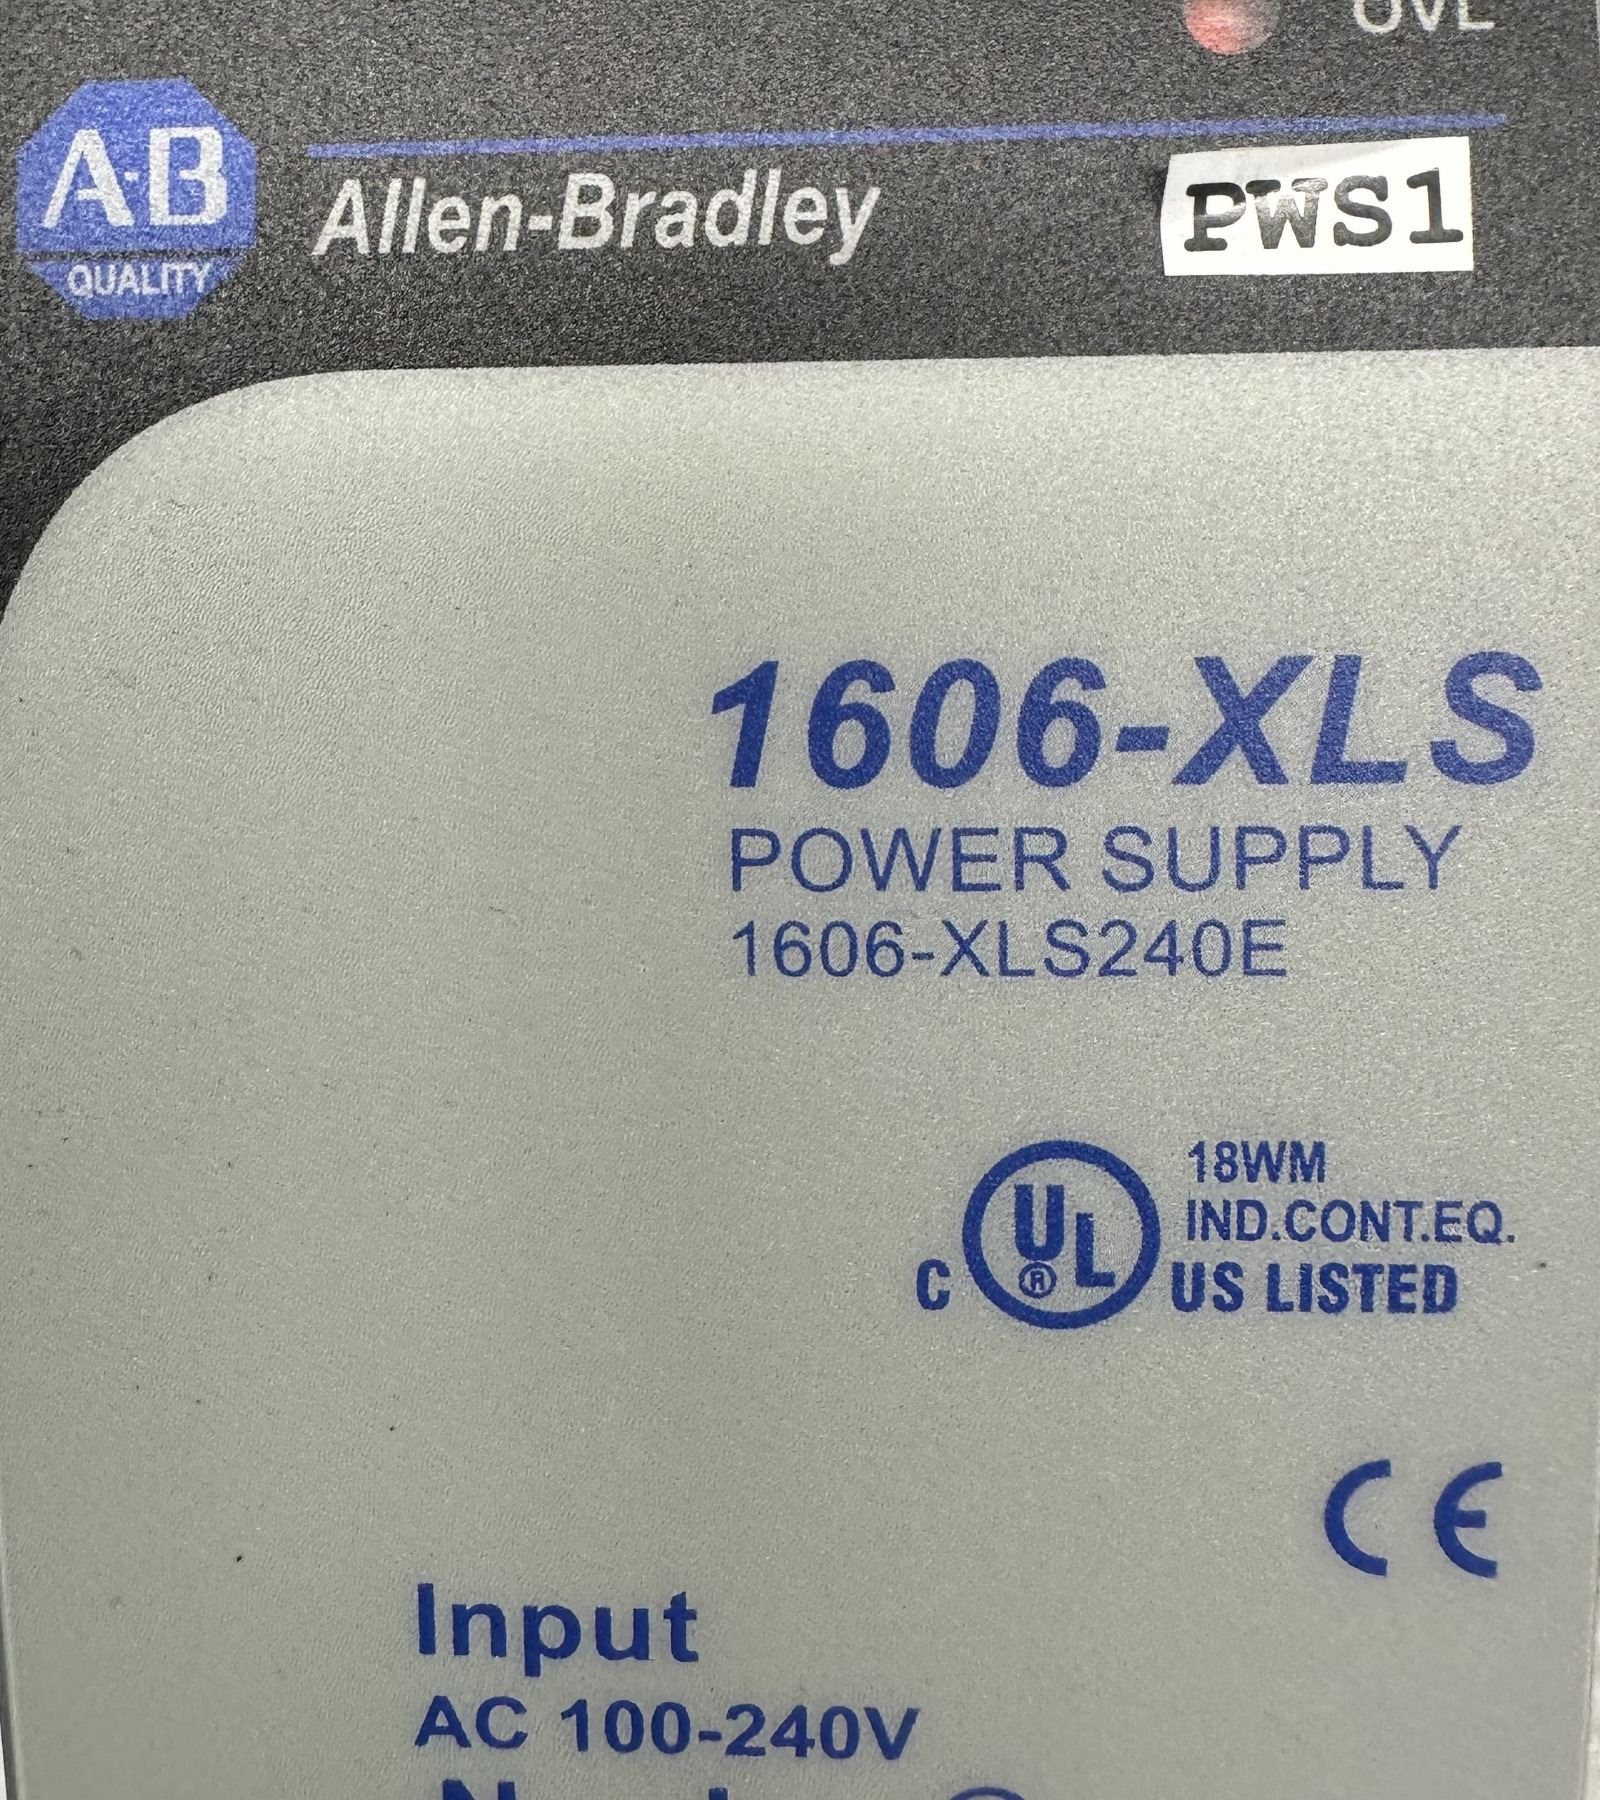 OVL
A-B
QUALITY
Allen-Bradley
PWS1
1606-XLS
POWER SUPPLY
1606-XLS240E
18WM
IND.CONT.EQ.
C UL ® US LISTED
CE
Input
AC 100-240V